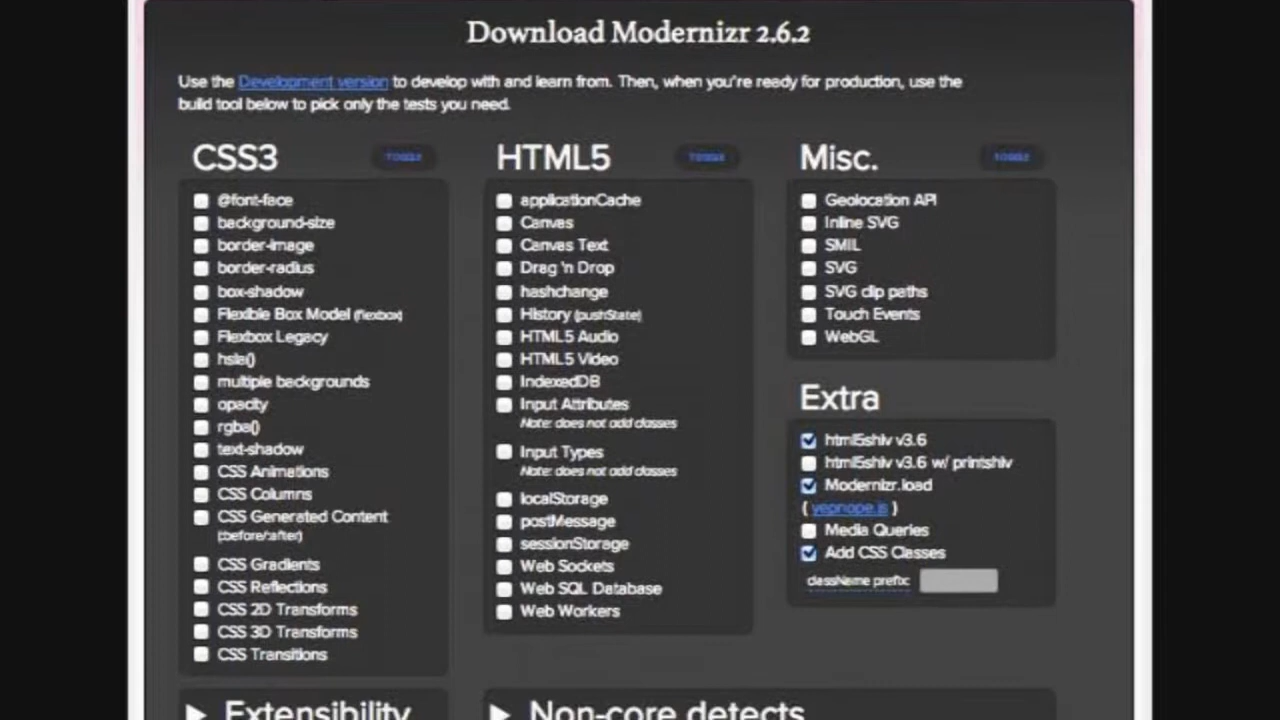 Download Modernizr 2.6.2
Use the Development version to develop with and learn from. Then, when you're ready for production, use the
build tool below to pick only the tests you need.
CSS3
TOGGLE
@font-face
background-size
border-image
border-radius
box-shadow
Flexible Box Model (flexbox)
Flexbox Legacy
hsla()
multiple backgrounds
opacity
rgba()
text-shadow
CSS Animations
CSS Columns
CSS Generated Content
(:before/:after)
CSS Gradients
CSS Reflections
CSS 2D Transforms
CSS 3D Transforms
CSS Transitions
HTML5
TOGGLE
applicationCache
Canvas
Canvas Text
Drag 'n Drop
hashchange
History (pushState)
HTML5 Audio
HTML5 Video
IndexedDB
Input Attributes
Note: does not add classes
Input Types
Note: does not add classes
localStorage
postMessage
sessionStorage
Web Sockets
Web SQL Database
Web Workers
Misc.
TOGGLE
Geolocation API
Inline SVG
SMIL
SVG
SVG clip paths
Touch Events
WebGL
Extra
html5shiv v3.6
html5shiv v3.6 w/ printshiv
Modernizr.load
( yepnope.js )
Media Queries
Add CSS Classes
className prefix:
Extensibility
Non-core detects